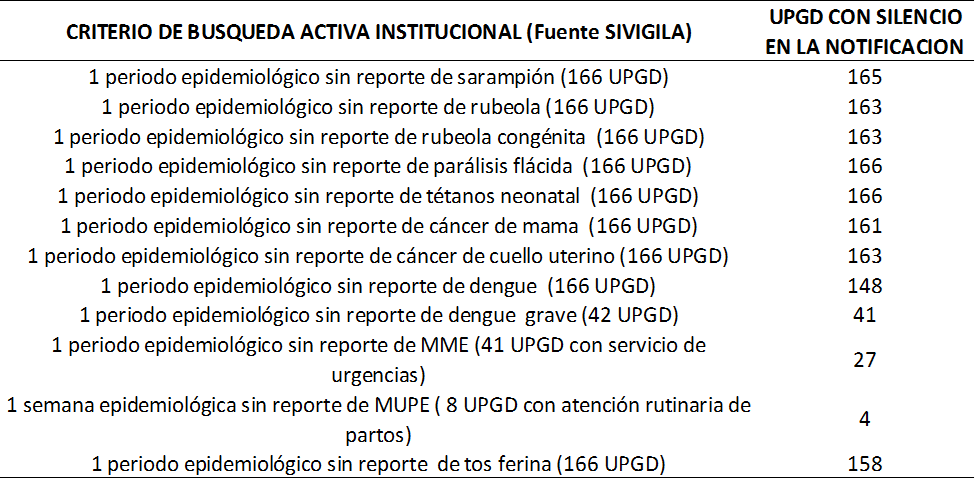 CRITERIO DE BUSQUEDA ACTIVA INSTITUCIONAL (Fuente SIVIGILA) UPGD CON SILENCIO EN LA NOTIFICACION
1 periodo epidemiológico sin reporte de sarampión (166 UPGD) 165
1 periodo epidemiológico sin reporte de rubeola (166 UPGD) 163
1 periodo epidemiológico sin reporte de rubeola congénita (166 UPGD) 163
1 periodo epidemiológico sin reporte de parálisis flácida (166 UPGD) 166
1 periodo epidemiológico sin reporte de tétanos neonatal (166 UPGD) 166
1 periodo epidemiológico sin reporte de cáncer de mama (166 UPGD) 161
1 periodo epidemiológico sin reporte de cáncer de cuello uterino (166 UPGD) 163
1 periodo epidemiológico sin reporte de dengue (166 UPGD) 148
1 periodo epidemiológico sin reporte de dengue grave (42 UPGD) 41
1 periodo epidemiológico sin reporte de MME (41 UPGD con servicio de
urgencias) 27
1 semana epidemiológica sin reporte de MUPE ( 8 UPGD con atención rutinaria de
partos) 4
1 periodo epidemiológico sin reporte de tos ferina (166 UPGD) 158